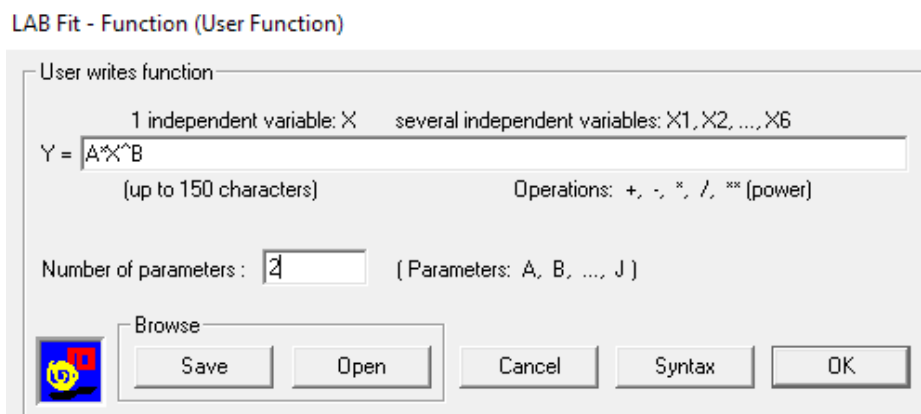 LAB Fit - Function (User Function)
User writes function
1 independent variable: X several independent variables: X1, X2, ..., X6
Y = A*X^B
(up to 150 characters) Operations: +, -, *, /, ** (power)
Number of parameters : 2 ( Parameters: A, B, ..., J )
Browse
Save Open Cancel Syntax OK